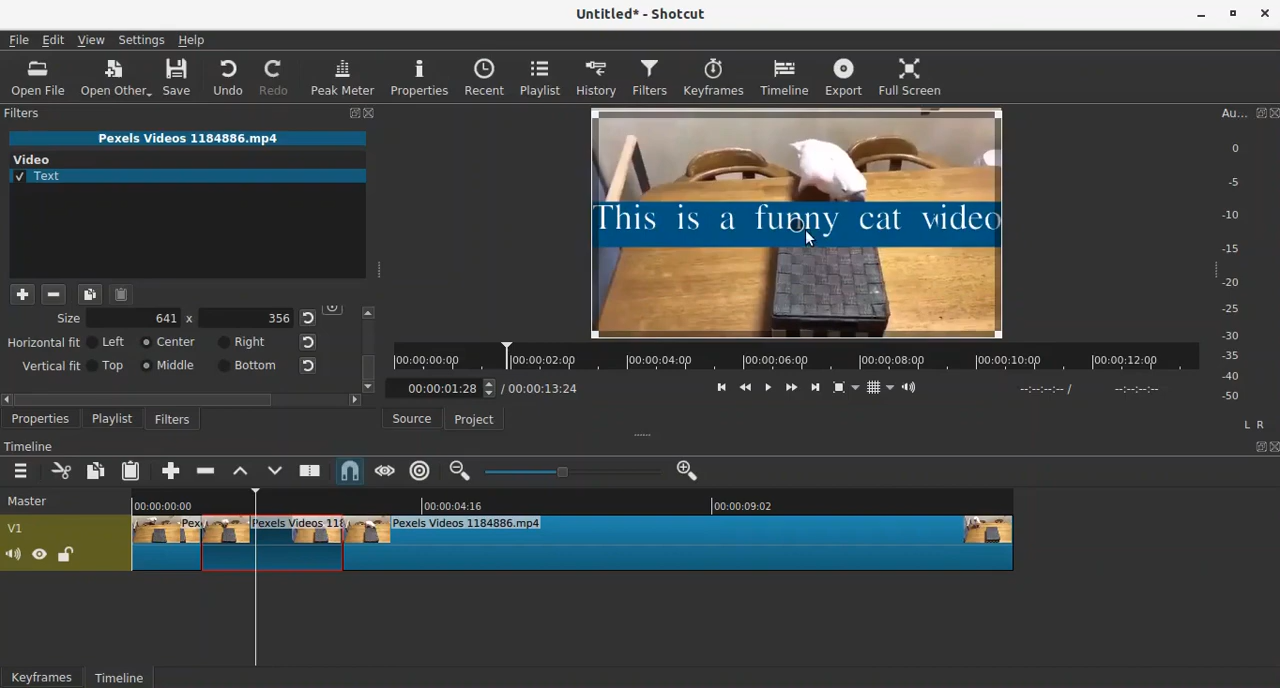 Untitled* - Shotcut
File Edit View Settings Help
Open File Open Other... Save Undo Redo Peak Meter Properties Recent Playlist History Filters Keyframes Timeline Export Full Screen
Filters
Au...
Pexels Videos 1184886.mp4
Video
Text
This is a funny cat video
0
-5
-10
-15
-20
-25
-30
-35
-40
-50
L R
Size 641 x 356
Horizontal fit Left Center Right
Vertical fit Top Middle Bottom
00:00:00:00 00:00:02:00 00:00:04:00 00:00:06:00 00:00:08:00 00:00:10:00 00:00:12:00
00:00:01:28 / 00:00:13:24 --:--:--:-- / --:--:--:--
Properties Playlist Filters Source Project
Timeline
Master 00:00:00:00 00:00:04:16 00:00:09:02
V1 Pex Pexels Videos 118 Pexels Videos 1184886.mp4
Keyframes Timeline